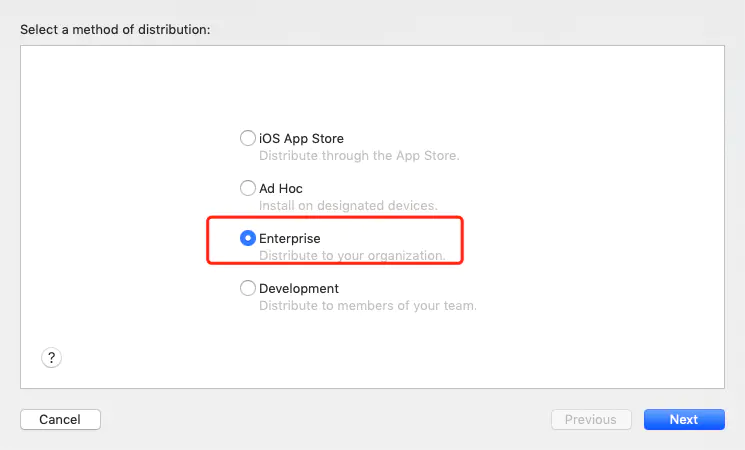 Select a method of distribution:
iOS App Store
Distribute through the App Store.
Ad Hoc
Install on designated devices.
Enterprise
Distribute to your organization.
Development
Distribute to members of your team.
?
Cancel
Previous
Next